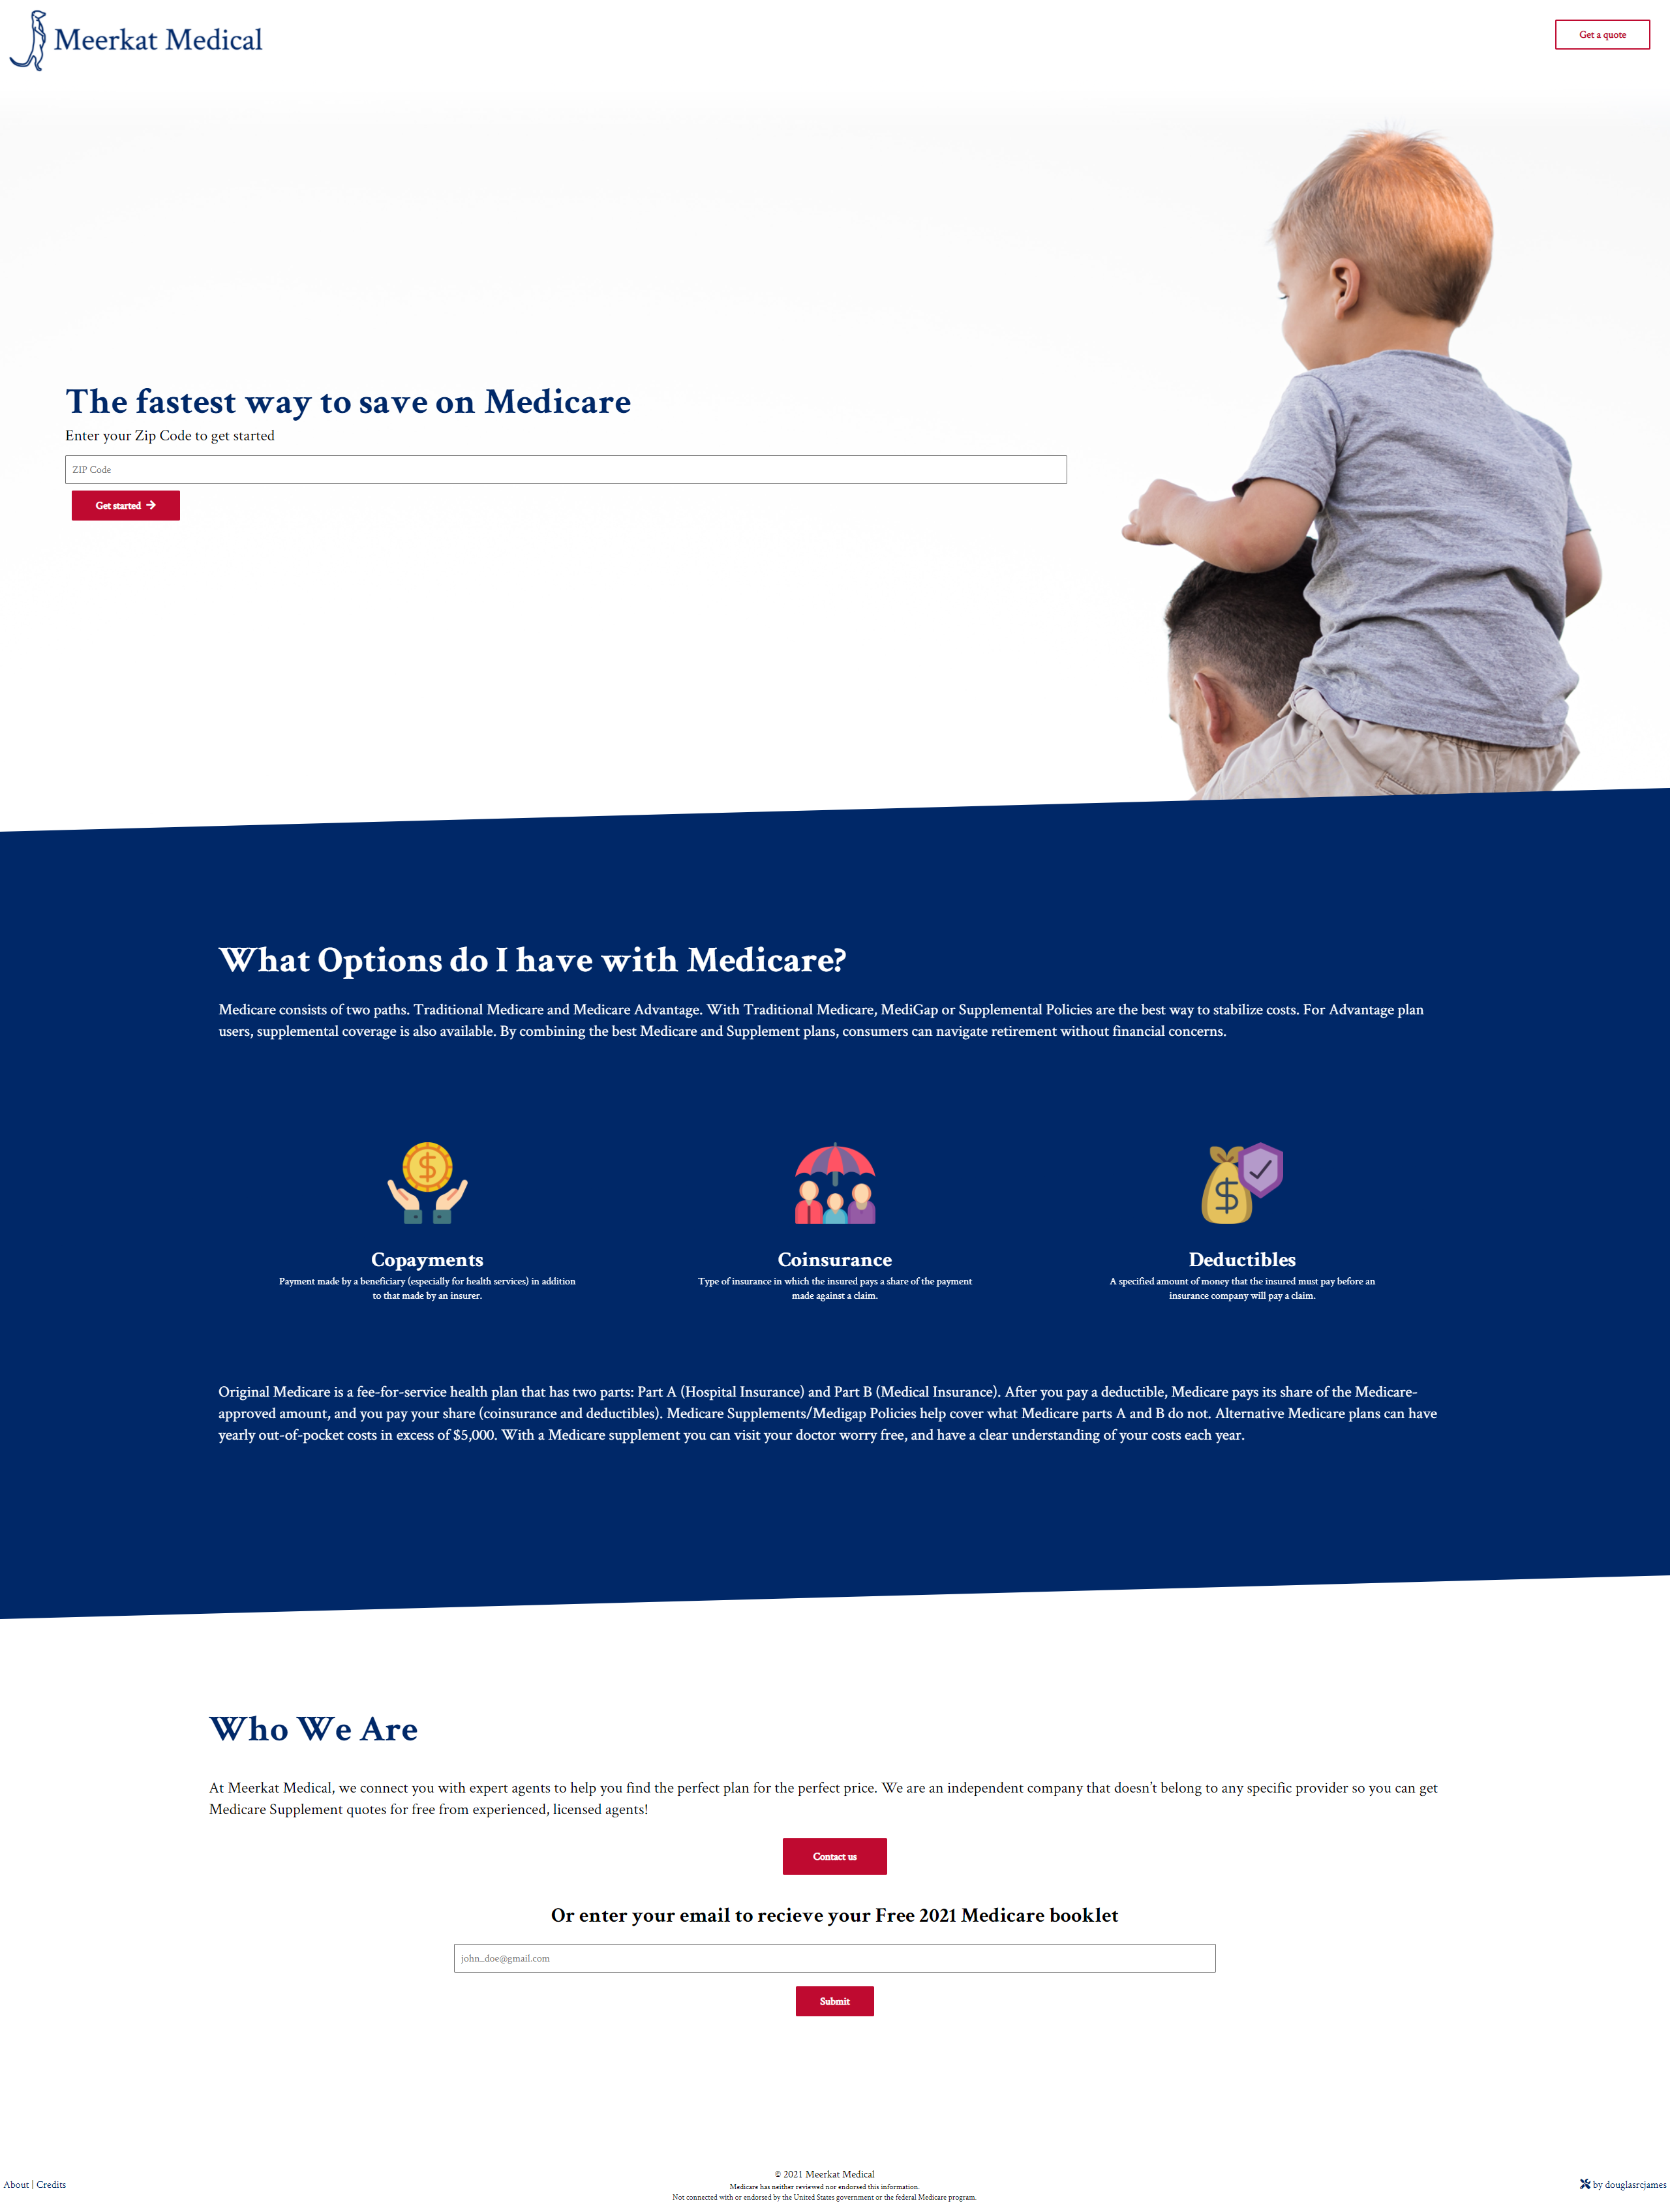 Meerkat Medical
Get a quote
The fastest way to save on Medicare
Enter your Zip Code to get started
ZIP Code
Get started
What Options do I have with Medicare?
Medicare consists of two paths. Traditional Medicare and Medicare Advantage. With Traditional Medicare, MediGap or Supplemental Policies are the best way to stabilize costs. For Advantage plan
users, supplemental coverage is also available. By combining the best Medicare and Supplement plans, consumers can navigate retirement without financial concerns.
Copayments
Payment made by a beneficiary (especially for health services) in addition
to that made by an insurer.
Coinsurance
Type of insurance in which the insured pays a share of the payment
made against a claim.
Deductibles
A specified amount of money that the insured must pay before an
insurance company will pay a claim.
Original Medicare is a fee-for-service health plan that has two parts: Part A (Hospital Insurance) and Part B (Medical Insurance). After you pay a deductible, Medicare pays its share of the Medicare-
approved amount, and you pay your share (coinsurance and deductibles). Medicare Supplements/Medigap Policies help cover what Medicare parts A and B do not. Alternative Medicare plans can have
yearly out-of-pocket costs in excess of $5,000. With a Medicare supplement you can visit your doctor worry free, and have a clear understanding of your costs each year.
Who We Are
At Meerkat Medical, we connect you with expert agents to help you find the perfect plan for the perfect price. We are an independent company that doesn't belong to any specific provider so you can get
Medicare Supplement quotes for free from experienced, licensed agents!
Contact us
Or enter your email to recieve your Free 2021 Medicare booklet
john_doe@gmail.com
Submit
About | Credits
© 2021 Meerkat Medical
Medicare has neither reviewed nor endorsed this information.
Not connected with or endorsed by the United States government or the federal Medicare program.
by douglasrcjames